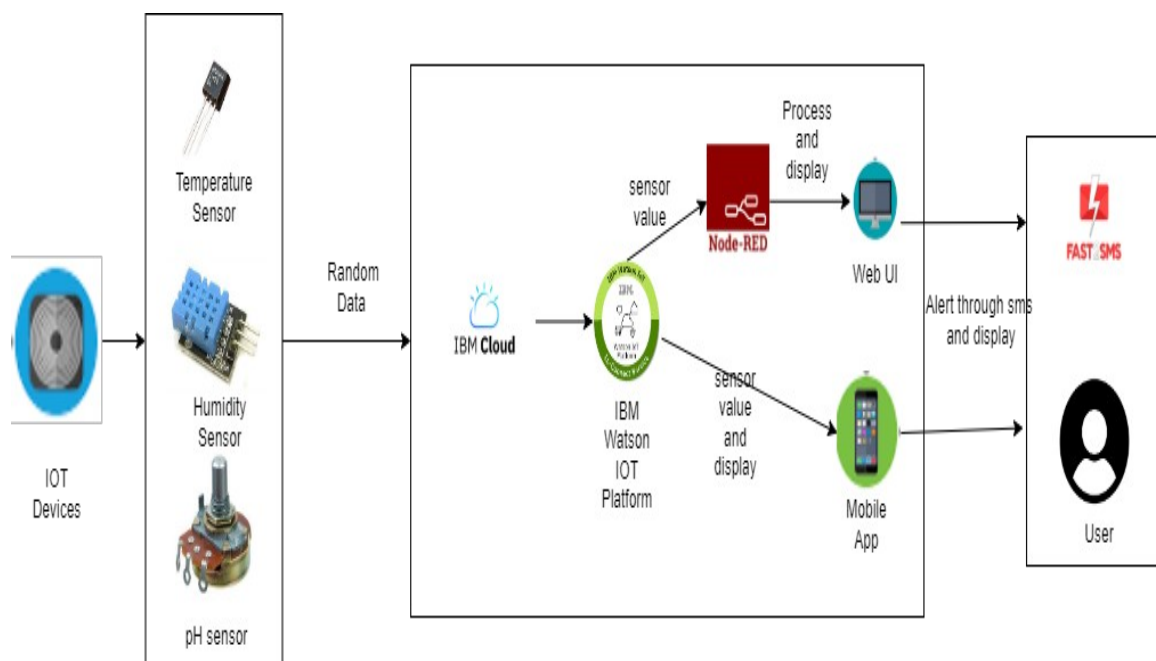 IOT
Devices
Temperature
Sensor
Humidity
Sensor
pH sensor
Random
Data
IBM Cloud
IBM
Watson
IOT
Platform
sensor
value
Node-RED
Process
and
display
Web UI
sensor
value
and
display
Mobile
App
Alert through sms
and display
FAST SMS
User